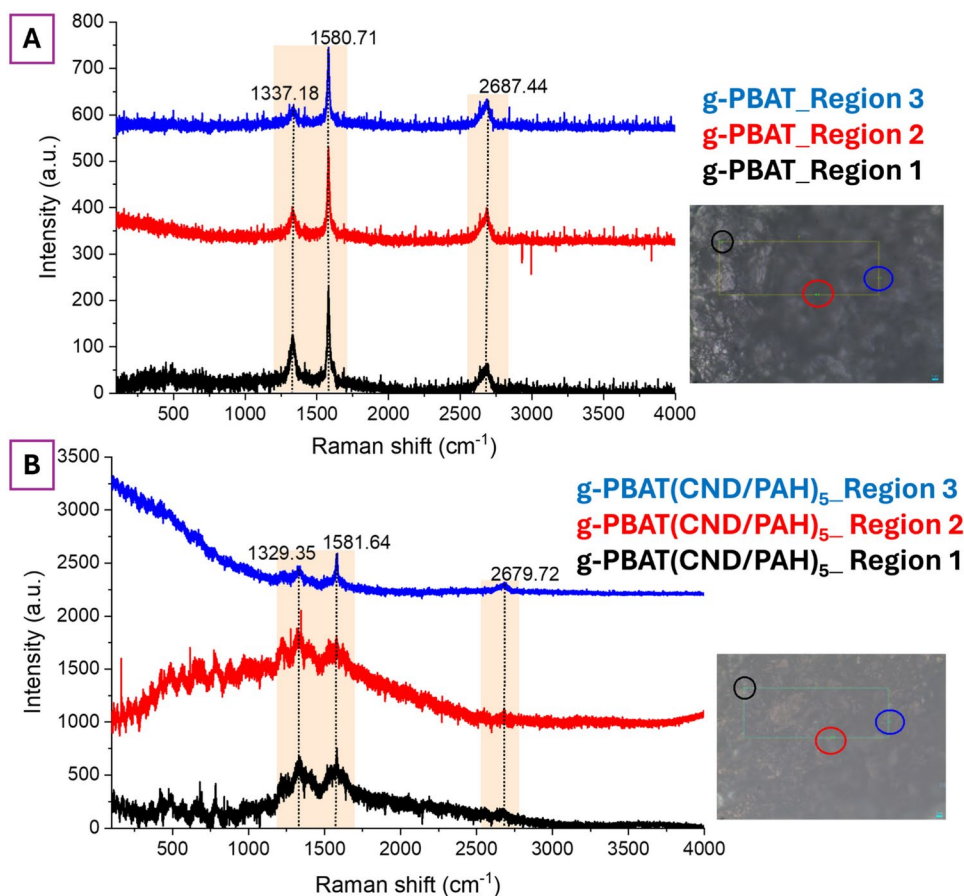 A
800
700
600
500
400
300
200
100
0
Intensity (a.u.)
1337.18
1580.71
2687.44
500 1000 1500 2000 2500 3000 3500 4000
Raman shift (cm⁻¹)
g-PBAT_Region 3
g-PBAT_Region 2
g-PBAT_Region 1
B
3500
3000
2500
2000
1500
1000
500
0
Intensity (a.u.)
1329.35
1581.64
2679.72
500 1000 1500 2000 2500 3000 3500 4000
Raman shift (cm⁻¹)
g-PBAT(CND/PAH)₅_Region 3
g-PBAT(CND/PAH)₅_ Region 2
g-PBAT(CND/PAH)₅_ Region 1